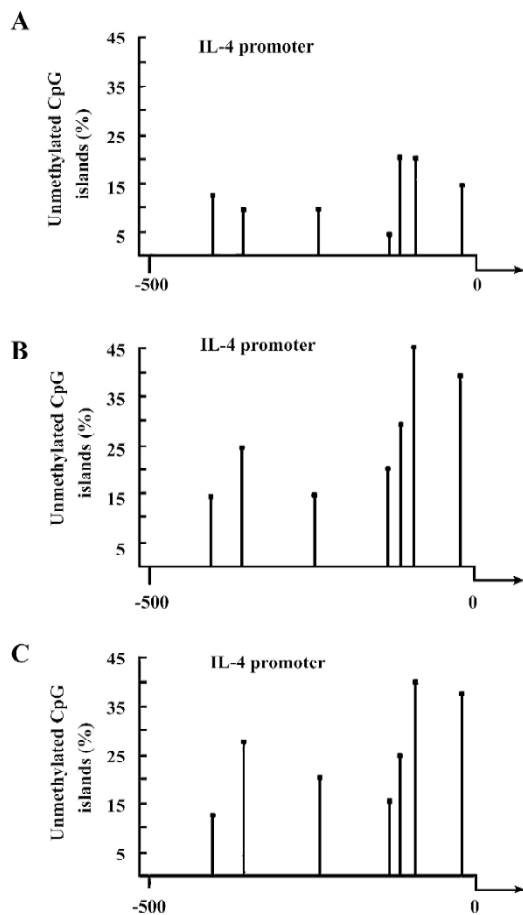 A
IL-4 promoter
Unmethylated CpG
islands (%)
45
35
25
15
5
-500
0
B
IL-4 promoter
Unmethylated CpG
islands (%)
45
35
25
15
5
-500
0
C
IL-4 promoter
Unmethylated CpG
islands (%)
45
35
25
15
5
-500
0